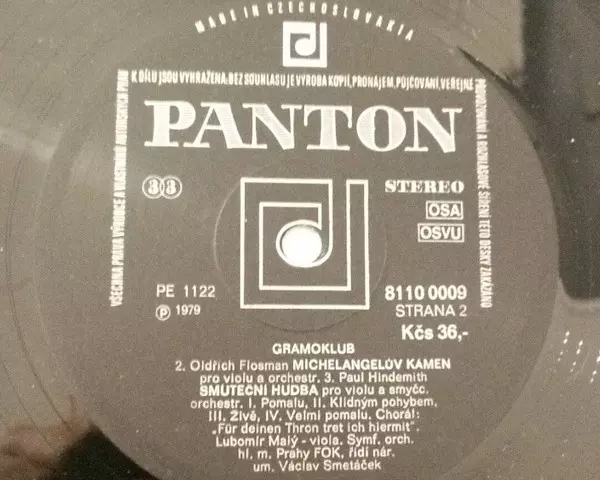 MADE IN CZECHOSLOVAKIA
VŠECHNA PRÁVA VÝROBCE A VLASTNÍKA AUTORSKÝCH PRÁV
K DÍLU JSOU VYHRAŽENA: BEZ SOUHLASU JE VÝROBA KOPIÍ, PRONÁJEM, PŮJČOVÁNÍ, VEŘEJNÉ
PROVOZOVÁNÍ A ROZHLASOVÉ ŠÍŘENÍ TÉTO DESKY ZAKÁZÁNO
PANTON
33
STEREO
OSA
OSVU
PE 1122
8110 0009
℗ 1979
STRANA 2
Kčs 36,-
GRAMOKLUB
2. Oldřich Flosman MICHELANGELŮV KÁMEN
pro violu a orchestr. 3. Paul Hindemith
SMUTEČNÍ HUDBA pro violu a smyčc.
orchestr. I. Pomalu, II. Klidným pohybem,
III. Živě, IV. Velmi pomalu. Chorál:
„Für deinen Thron tret ich hiermit".
Lubomír Malý - viola. Symf. orch.
hl. m. Prahy FOK, řídí nár.
um. Václav Smetáček